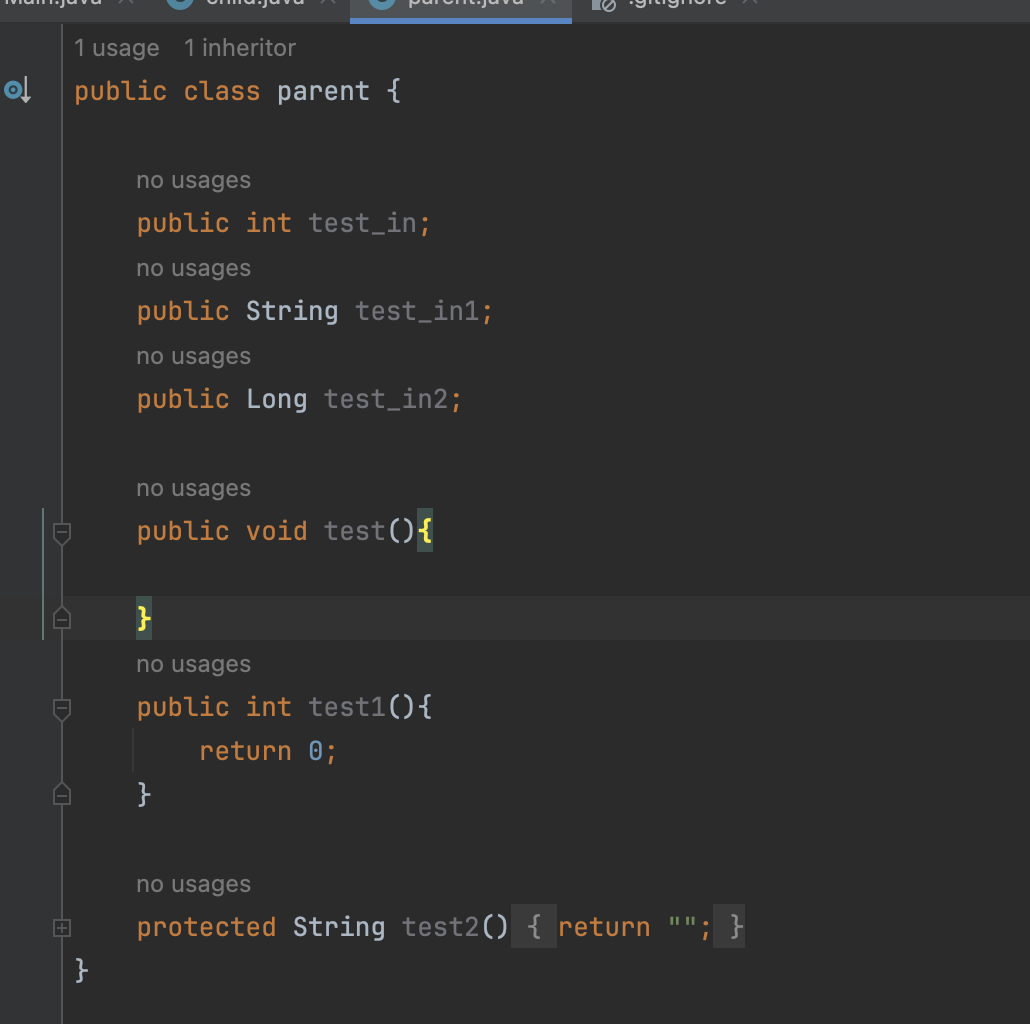 Main.java child.java parent.java .gitignore
1 usage 1 inheritor
public class parent {
no usages
public int test_in;
no usages
public String test_in1;
no usages
public Long test_in2;
no usages
public void test(){
}
no usages
public int test1(){
return 0;
}
no usages
protected String test2() { return ""; }
}